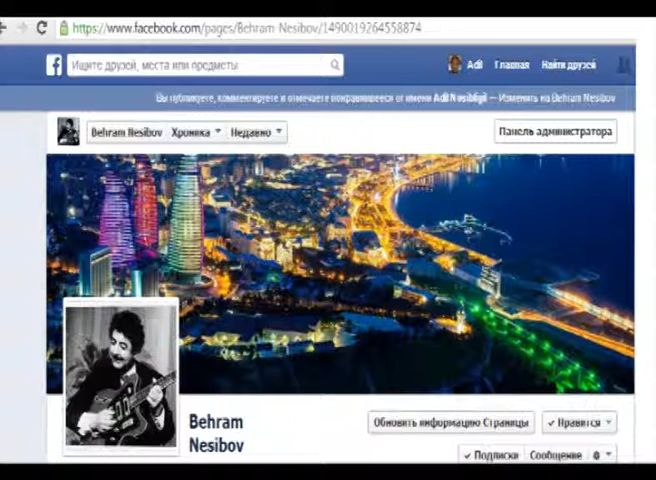 https://www.facebook.com/pages/Behram-Nesibov/1490019264558874
f Ищите друзей, места или предметы Adil Главная Найти друзей
Вы публикуете, комментируете и отмечаете понравившееся от имени Adil — Изменить на Behram Nesibov
Behram Nesibov Хроника Недавно Панель администратора
Behram
Nesibov
Обновить информацию Страницы ✓ Нравится
✓ Подписки Сообщение